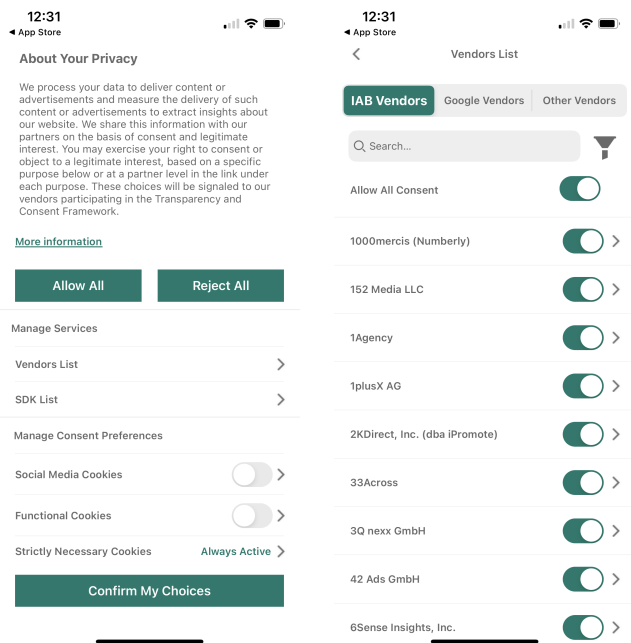 12:31
◀ App Store
About Your Privacy
We process your data to deliver content or
advertisements and measure the delivery of such
content or advertisements to extract insights about
our website. We share this information with our
partners on the basis of consent and legitimate
interest. You may exercise your right to consent or
object to a legitimate interest, based on a specific
purpose below or at a partner level in the link under
each purpose. These choices will be signaled to our
vendors participating in the Transparency and
Consent Framework.
More information
Allow All
Reject All
Manage Services
Vendors List
SDK List
Manage Consent Preferences
Social Media Cookies
Functional Cookies
Strictly Necessary Cookies Always Active
Confirm My Choices
12:31
◀ App Store
Vendors List
IAB Vendors Google Vendors Other Vendors
Search...
Allow All Consent
1000mercis (Numberly)
152 Media LLC
1Agency
1plusX AG
2KDirect, Inc. (dba iPromote)
33Across
3Q nexx GmbH
42 Ads GmbH
6Sense Insights, Inc.